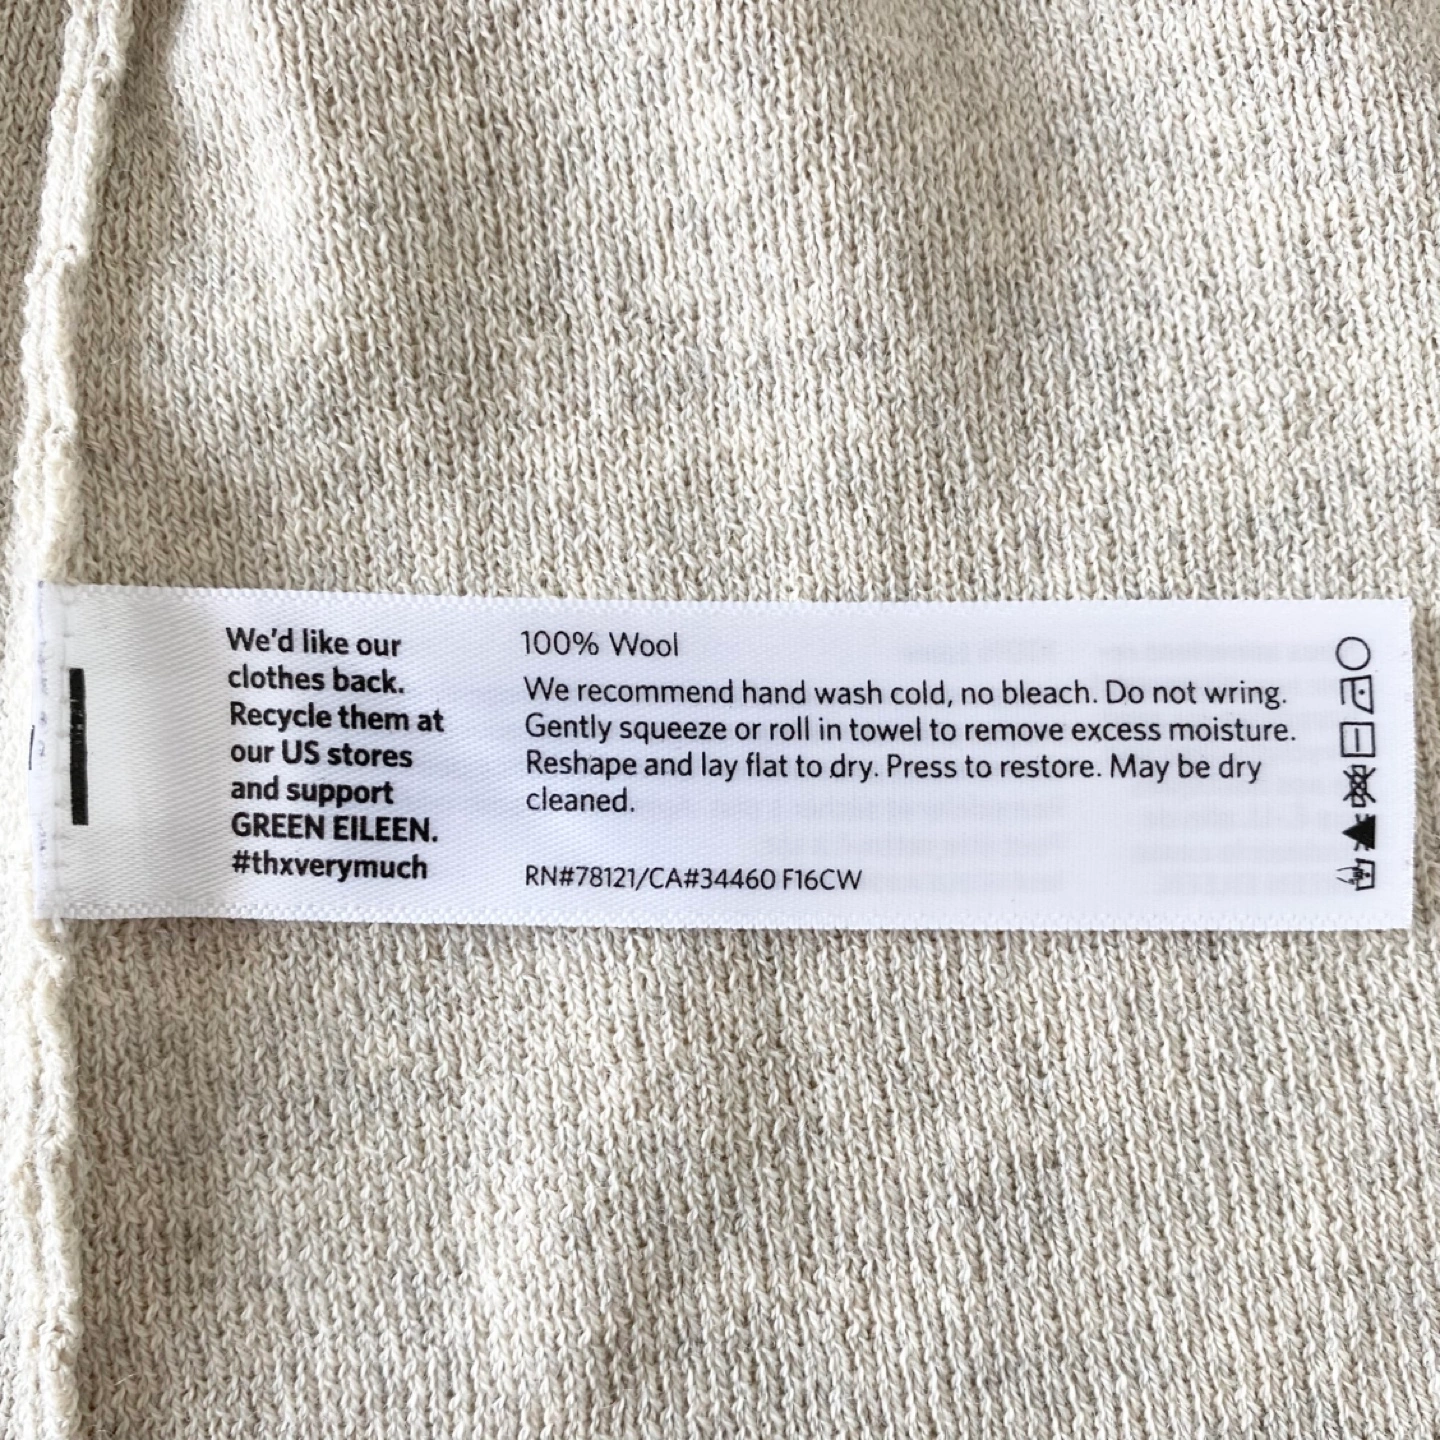 We'd like our
clothes back.
Recycle them at
our US stores
and support
GREEN EILEEN.
#thxverymuch
100% Wool
We recommend hand wash cold, no bleach. Do not wring.
Gently squeeze or roll in towel to remove excess moisture.
Reshape and lay flat to dry. Press to restore. May be dry
cleaned.
RN#78121/CA#34460 F16CW